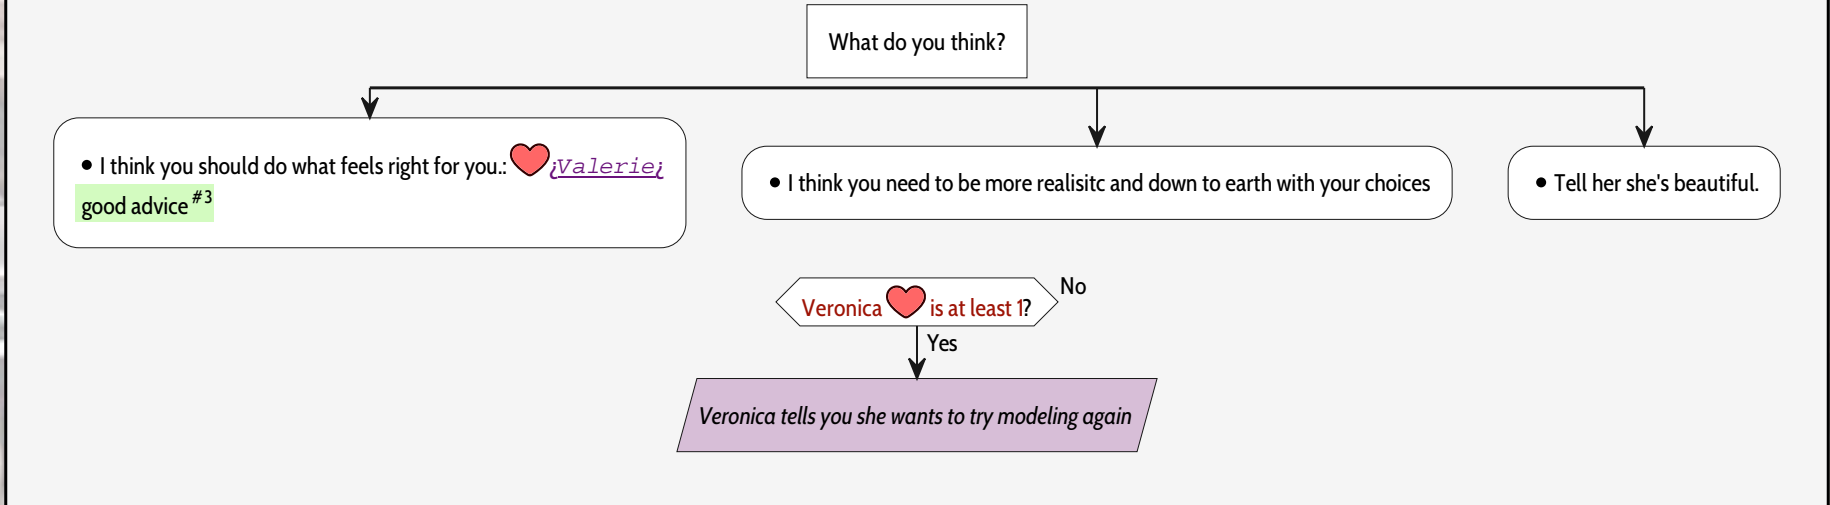 What do you think?
• I think you should do what feels right for you.: ¿Valerie¿
good advice #3
• I think you need to be more realisitc and down to earth with your choices
• Tell her she's beautiful.
Veronica is at least 1?
No
Yes
Veronica tells you she wants to try modeling again